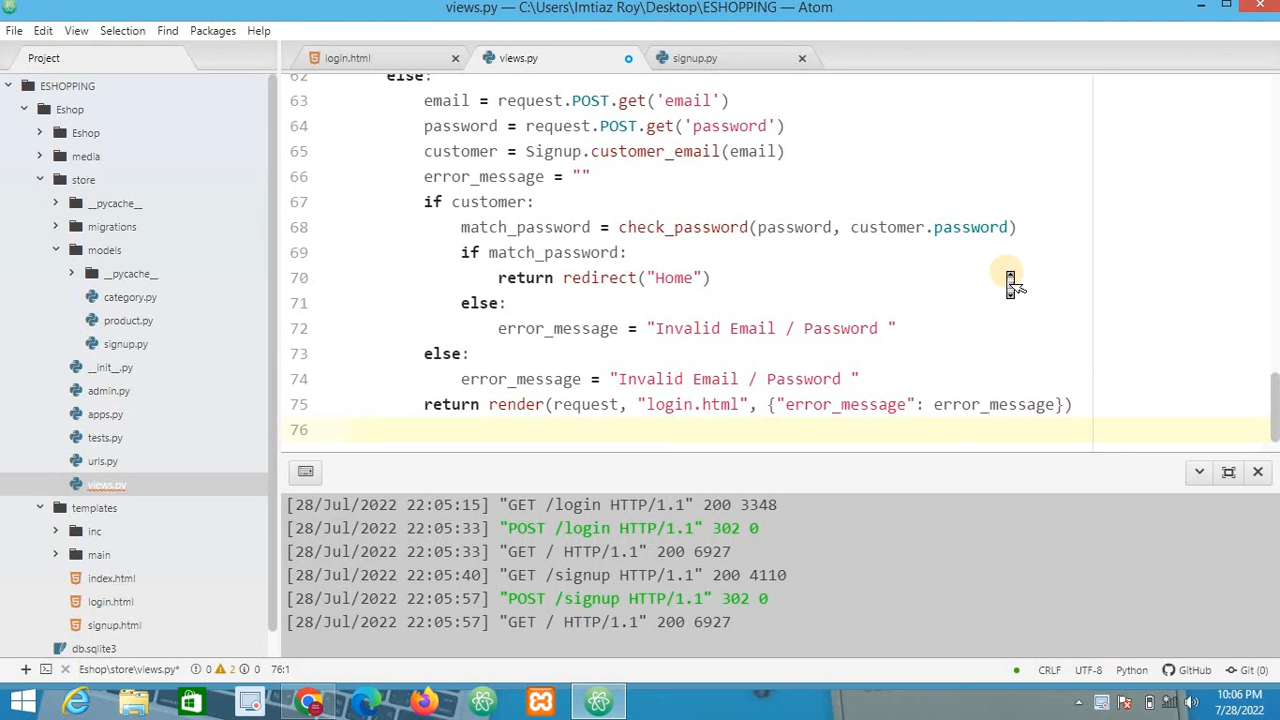 views.py — C:\Users\Imtiaz Roy\Desktop\ESHOPPING — Atom
File Edit View Selection Find Packages Help
Project
login.html
views.py
signup.py
ESHOPPING
Eshop
Eshop
media
store
__pycache__
migrations
models
__pycache__
category.py
product.py
signup.py
__init__.py
admin.py
apps.py
tests.py
urls.py
views.py
templates
inc
main
index.html
login.html
signup.html
db.sqlite3
62 else:
63 email = request.POST.get('email')
64 password = request.POST.get('password')
65 customer = Signup.customer_email(email)
66 error_message = ""
67 if customer:
68 match_password = check_password(password, customer.password)
69 if match_password:
70 return redirect("Home")
71 else:
72 error_message = "Invalid Email / Password "
73 else:
74 error_message = "Invalid Email / Password "
75 return render(request, "login.html", {"error_message": error_message})
76
[28/Jul/2022 22:05:15] "GET /login HTTP/1.1" 200 3348
[28/Jul/2022 22:05:33] "POST /login HTTP/1.1" 302 0
[28/Jul/2022 22:05:33] "GET / HTTP/1.1" 200 6927
[28/Jul/2022 22:05:40] "GET /signup HTTP/1.1" 200 4110
[28/Jul/2022 22:05:57] "POST /signup HTTP/1.1" 302 0
[28/Jul/2022 22:05:57] "GET / HTTP/1.1" 200 6927
Eshop\store\views.py* 0 2 0 76:1
CRLF UTF-8 Python GitHub Git (0)
10:06 PM
7/28/2022